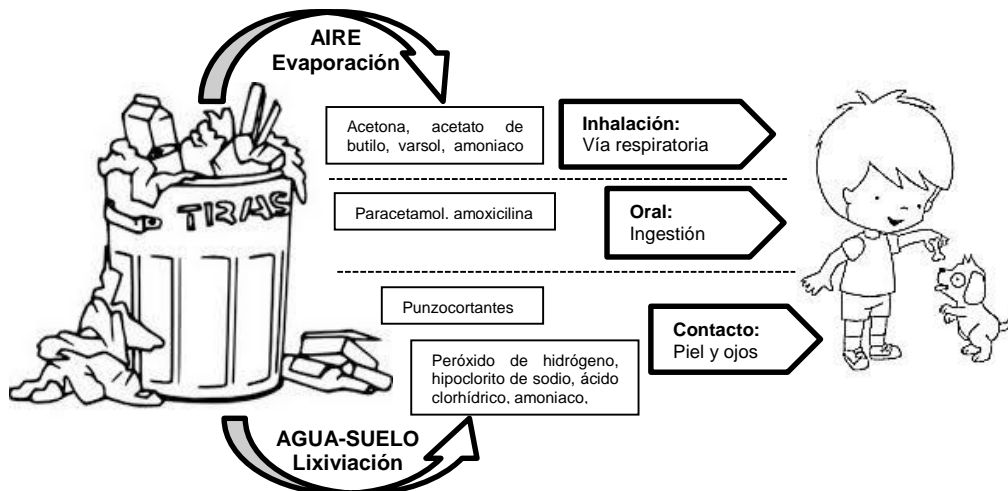 AIRE
Evaporación
Acetona, acetato de
butilo, varsol, amoniaco
Inhalación:
Vía respiratoria
TIRAS
Paracetamol. amoxicilina
Oral:
Ingestión
Punzocortantes
Contacto:
Piel y ojos
Peróxido de hidrógeno,
hipoclorito de sodio, ácido
clorhídrico. amoniaco.
AGUA-SUELO
Lixiviación